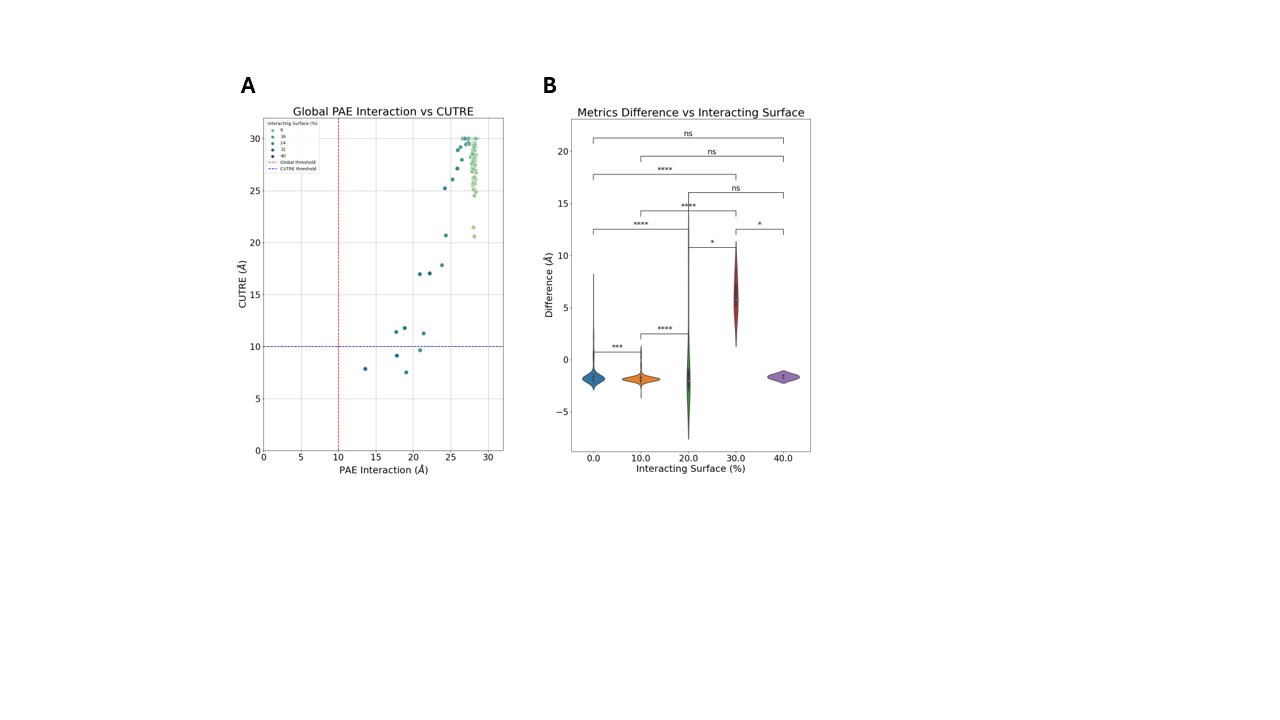 A
B
Global PAE Interaction vs CUTRE
Interacting Surface (%)
8
16
24
32
40
Global threshold
CUTRE threshold
30
25
20
15
10
5
0
CUTRE (Å)
0 5 10 15 20 25 30
PAE Interaction (Å)
Metrics Difference vs Interacting Surface
ns
ns
****
ns
****
****
*
*
****
***
20
15
10
5
0
−5
Difference (Å)
0.0 10.0 20.0 30.0 40.0
Interacting Surface (%)